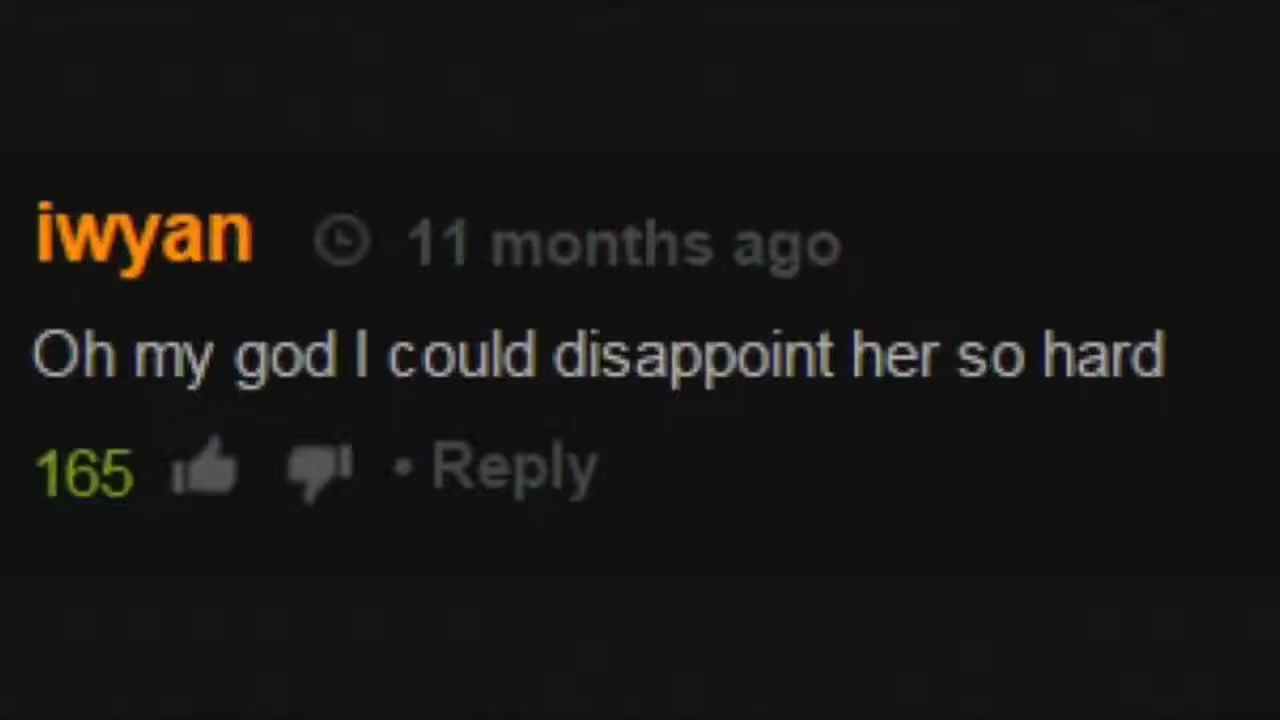 iwyan 11 months ago
Oh my god I could disappoint her so hard
165 • Reply